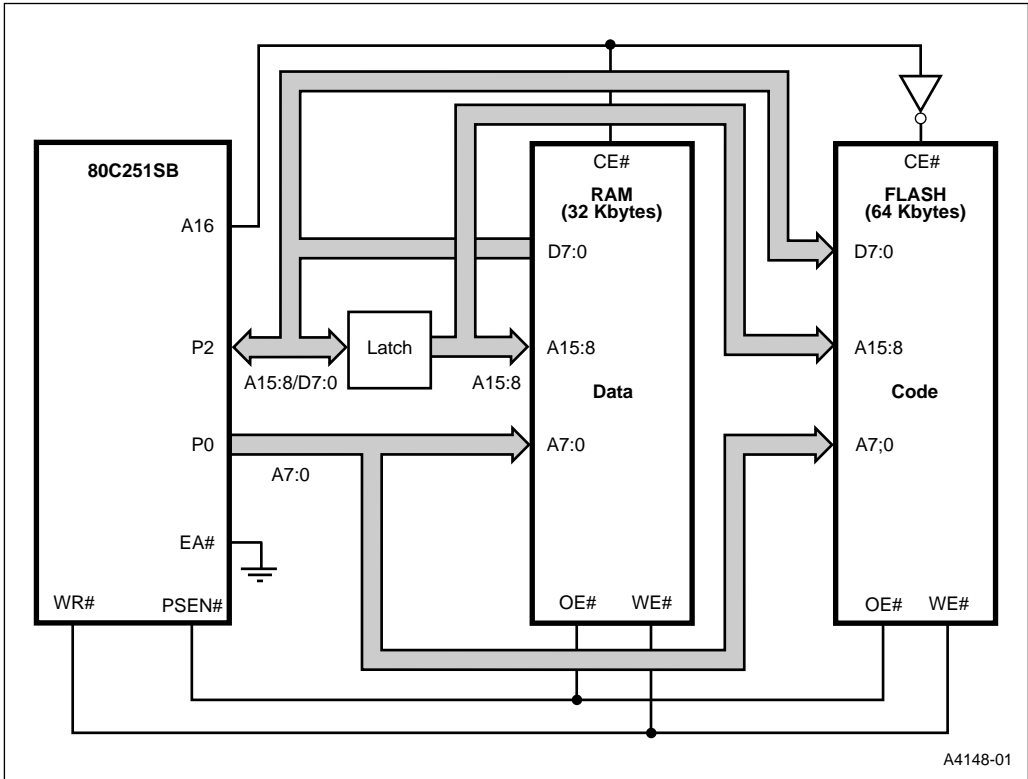 80C251SB
A16
P2
A15:8/D7:0
P0
A7:0
EA#
WR#
PSEN#
Latch
A15:8
CE#
RAM
(32 Kbytes)
D7:0
A15:8
Data
A7:0
OE#
WE#
CE#
FLASH
(64 Kbytes)
D7:0
A15:8
Code
A7;0
OE#
WE#
A4148-01